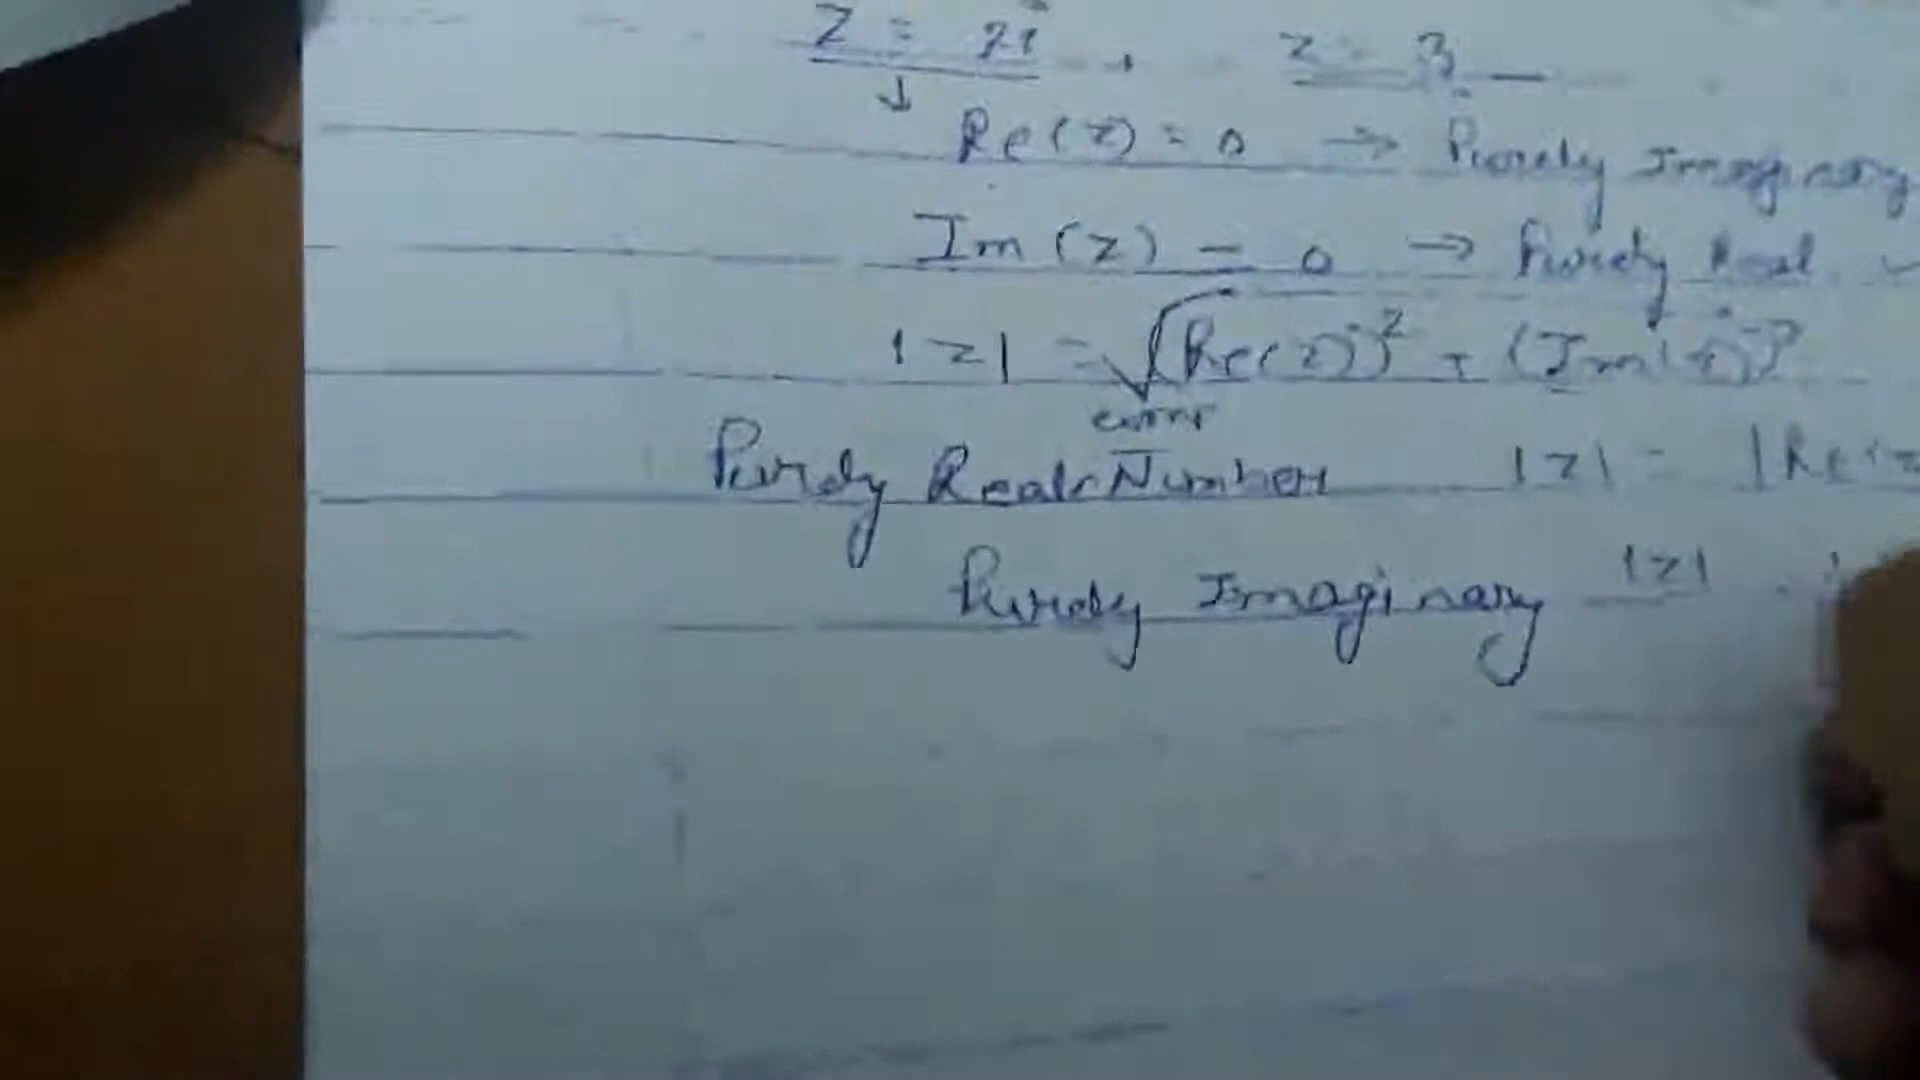 Z = 2i z = 3
↓ Re(z) = 0 → Purely Imaginary
Im (z) = 0 → Purely Real
|z| = √(Re(z))² + (Im(z))²
Purely Real Number |z| = |Re(z
Purely Imaginary |z|